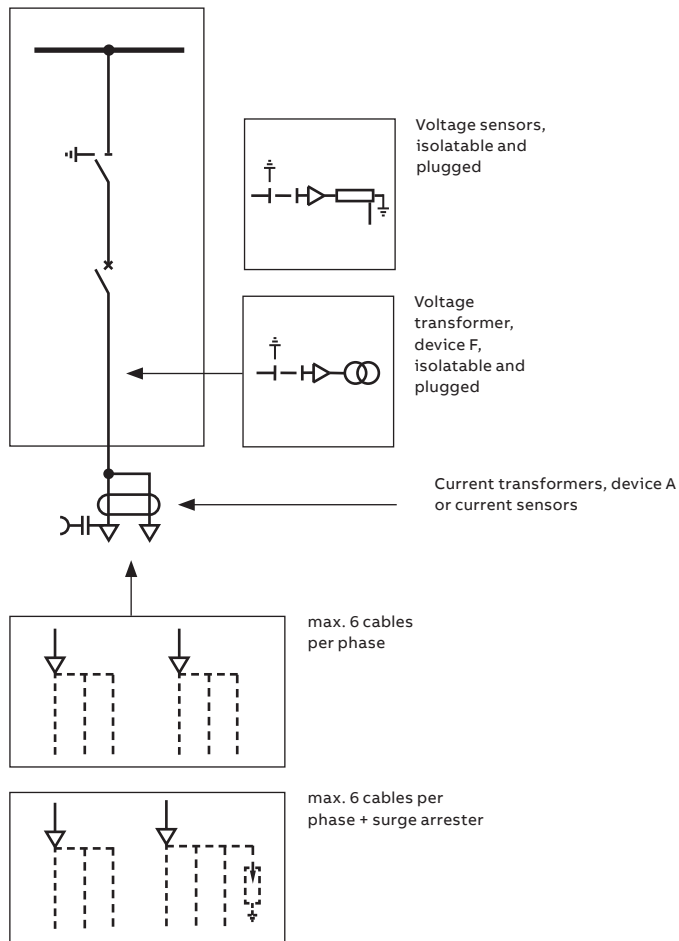 Voltage sensors,
isolatable and
plugged
Voltage
transformer,
device F,
isolatable and
plugged
Current transformers, device A
or current sensors
max. 6 cables
per phase
max. 6 cables per
phase + surge arrester